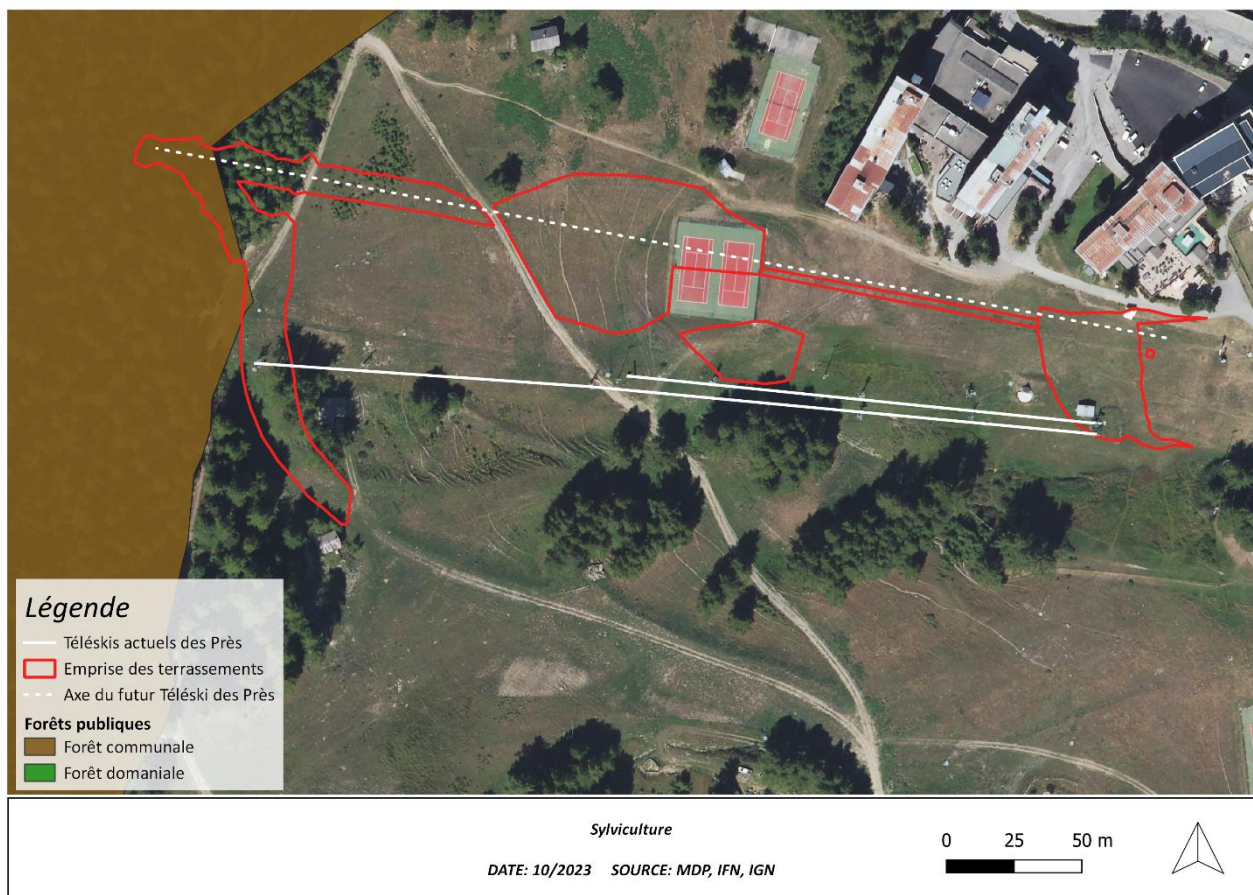 Légende
Téléskis actuels des Près
Emprise des terrassements
Axe du futur Téléski des Près
Forêts publiques
Forêt communale
Forêt domaniale
Sylviculture
DATE: 10/2023 SOURCE: MDP, IFN, IGN
0 25 50 m